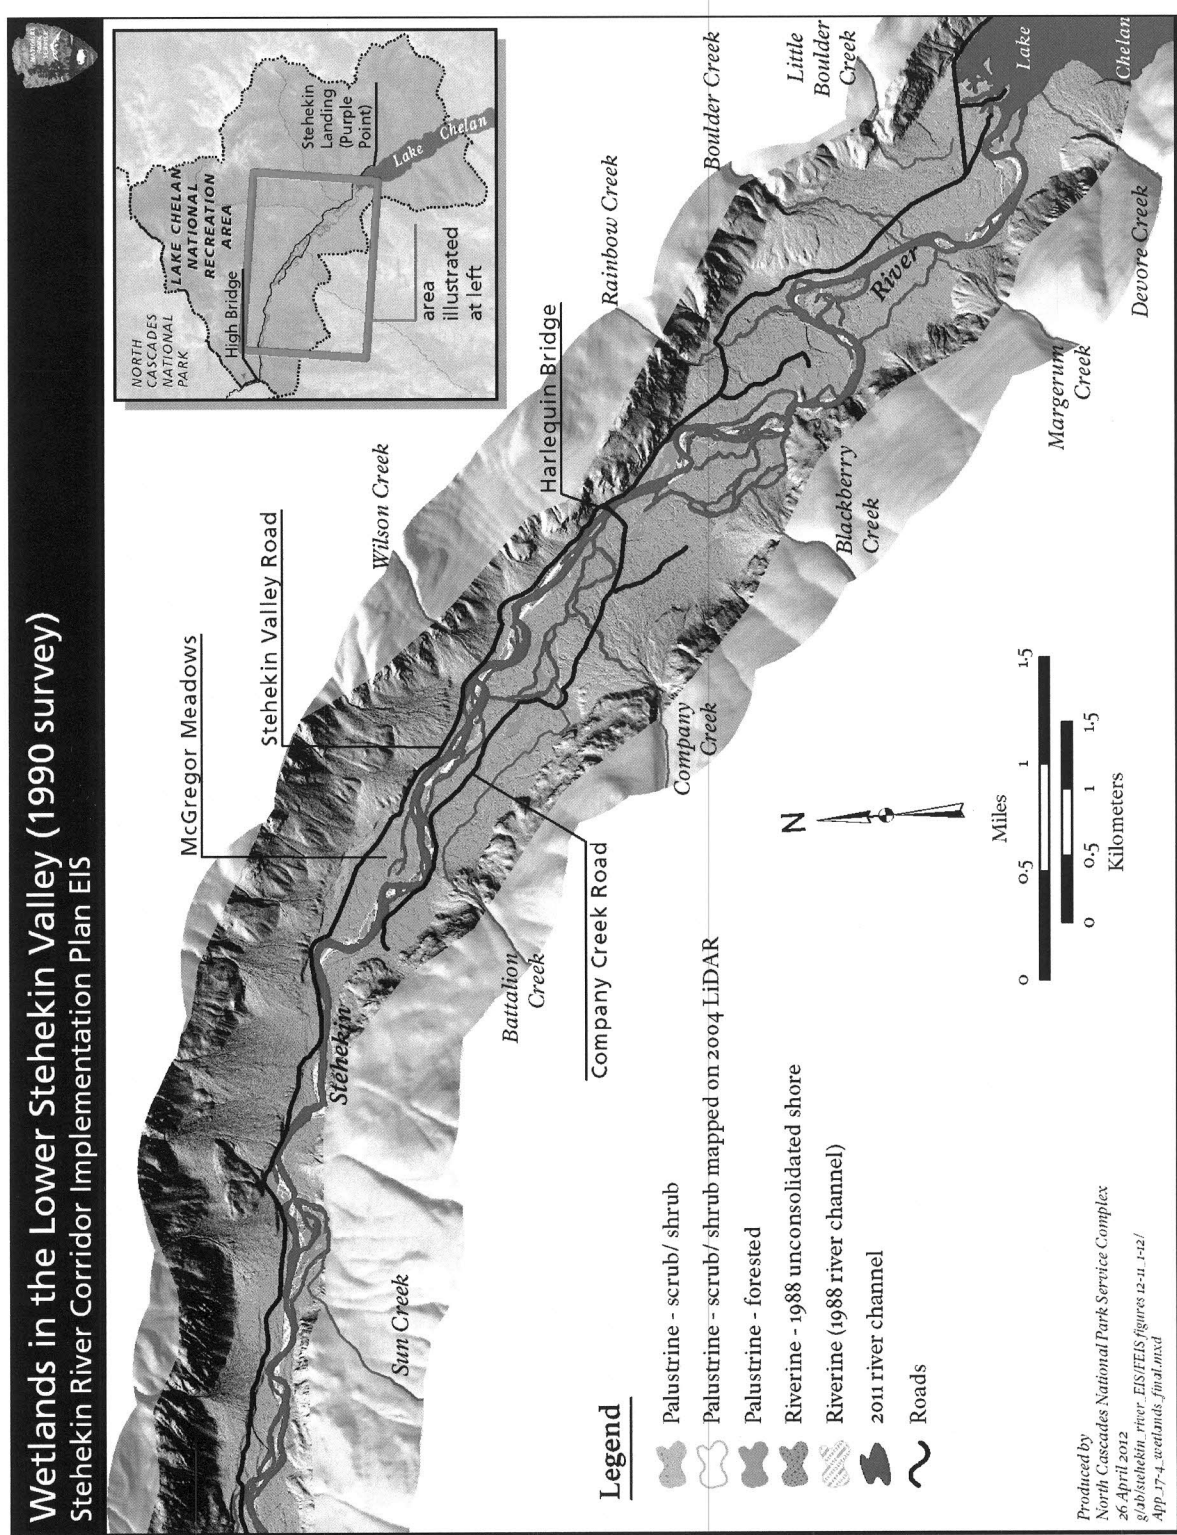 Wetlands in the Lower Stehekin Valley (1990 survey)
Stehekin River Corridor Implementation Plan EIS
NORTH
CASCADES
NATIONAL
PARK
LAKE CHELAN
NATIONAL
RECREATION
AREA
High Bridge
Stehekin
Landing
(Purple
Point)
Lake Chelan
area
illustrated
at left
McGregor Meadows
Stehekin Valley Road
Wilson Creek
Harlequin Bridge
Rainbow Creek
Boulder Creek
Little
Boulder
Creek
Lake
Chelan
Stehekin
River
Sun Creek
Battalion
Creek
Company Creek Road
Company
Creek
Blackberry
Creek
Margerum
Creek
Devore Creek
N
Miles
0 0.5 1 1.5
0 0.5 1 1.5
Kilometers
Legend
Palustrine - scrub/ shrub
Palustrine - scrub/ shrub mapped on 2004 LiDAR
Palustrine - forested
Riverine - 1988 unconsolidated shore
Riverine (1988 river channel)
2011 river channel
Roads
Produced by
North Cascades National Park Service Complex
26 April 2012
g/ab/stehekin_river_EIS/FEIS figures 12-11_1-12/
App_17-4_wetlands_final.mxd